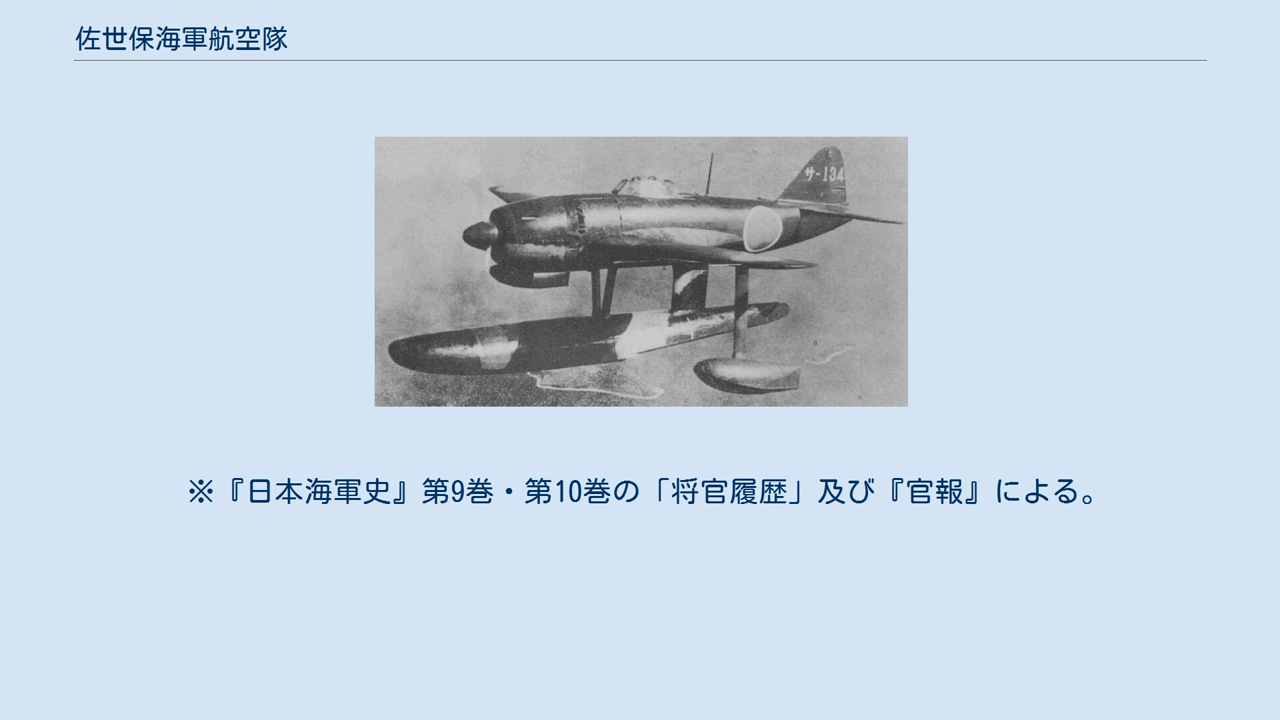 佐世保海軍航空隊
サ-134
※『日本海軍史』第9巻・第10巻の「将官履歴」及び『官報』による。